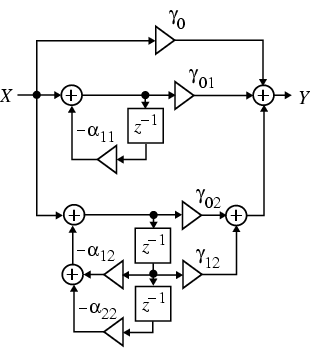 γ0
X + γ01 + Y
z⁻¹
-α11
+ γ02 +
-α12 z⁻¹ γ12
+
-α22 z⁻¹